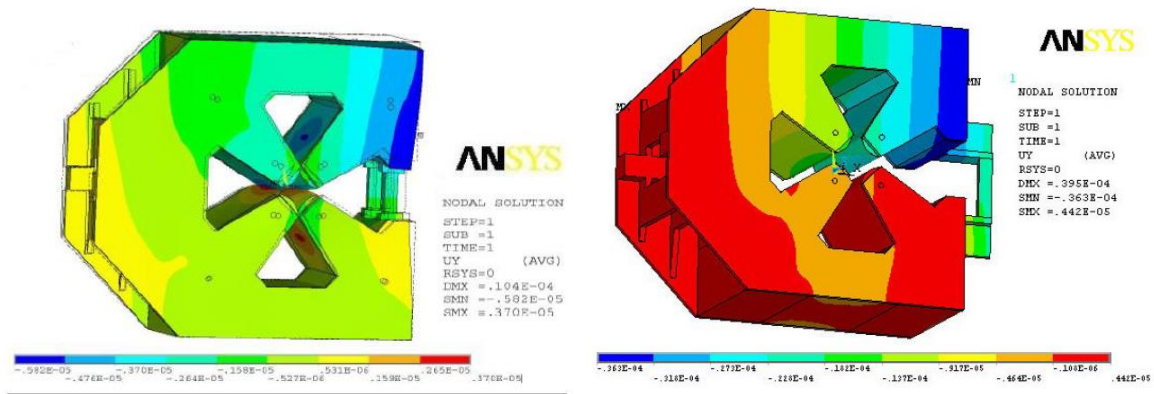 ANSYS
NODAL SOLUTION
STEP=1
SUB =1
TIME=1
UY (AVG)
RSYS=0
DMX =.104E-04
SMN =-.582E-05
SMX =.370E-05
-.582E-05 -.370E-05 -.158E-05 .531E-06 .265E-05
-.476E-05 -.264E-05 -.527E-06 .159E-05 .370E-05
ANSYS
1
NODAL SOLUTION
STEP=1
SUB =1
TIME=1
UY (AVG)
RSYS=0
DMX =.395E-04
SMN =-.363E-04
SMX =.442E-05
MN
X
-.363E-04 -.273E-04 -.182E-04 -.917E-05 -.108E-06
-.318E-04 -.228E-04 -.137E-04 -.464E-05 .442E-05